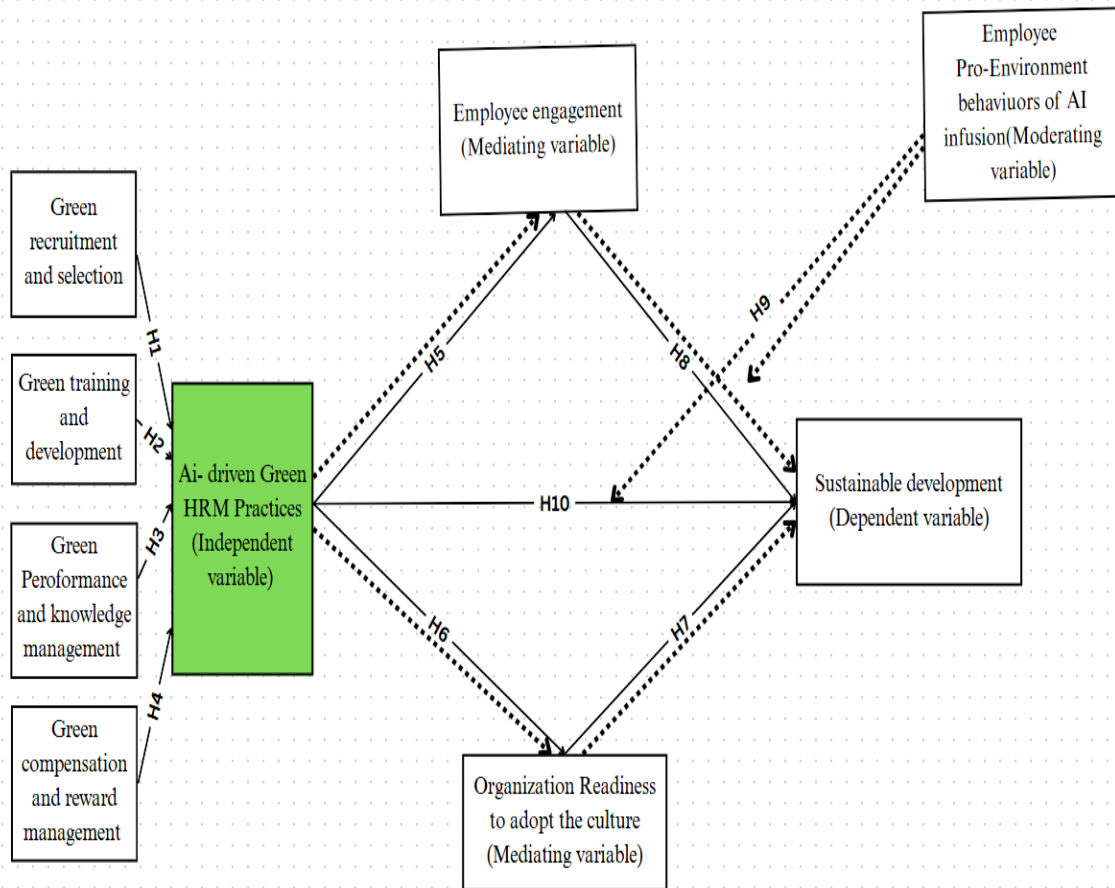 Employee
Pro-Environment
behaviuors of AI
infusion(Moderating
variable)
Employee engagement
(Mediating variable)
Green
recruitment
and selection
H1
Green training
and
development
H2
Ai- driven Green
HRM Practices
(Independent
variable)
Green
Peroformance
and knowledge
management
H3
Green
compensation
and reward
management
H4
H5
H6
H7
H8
H9
H10
Sustainable development
(Dependent variable)
Organization Readiness
to adopt the culture
(Mediating variable)